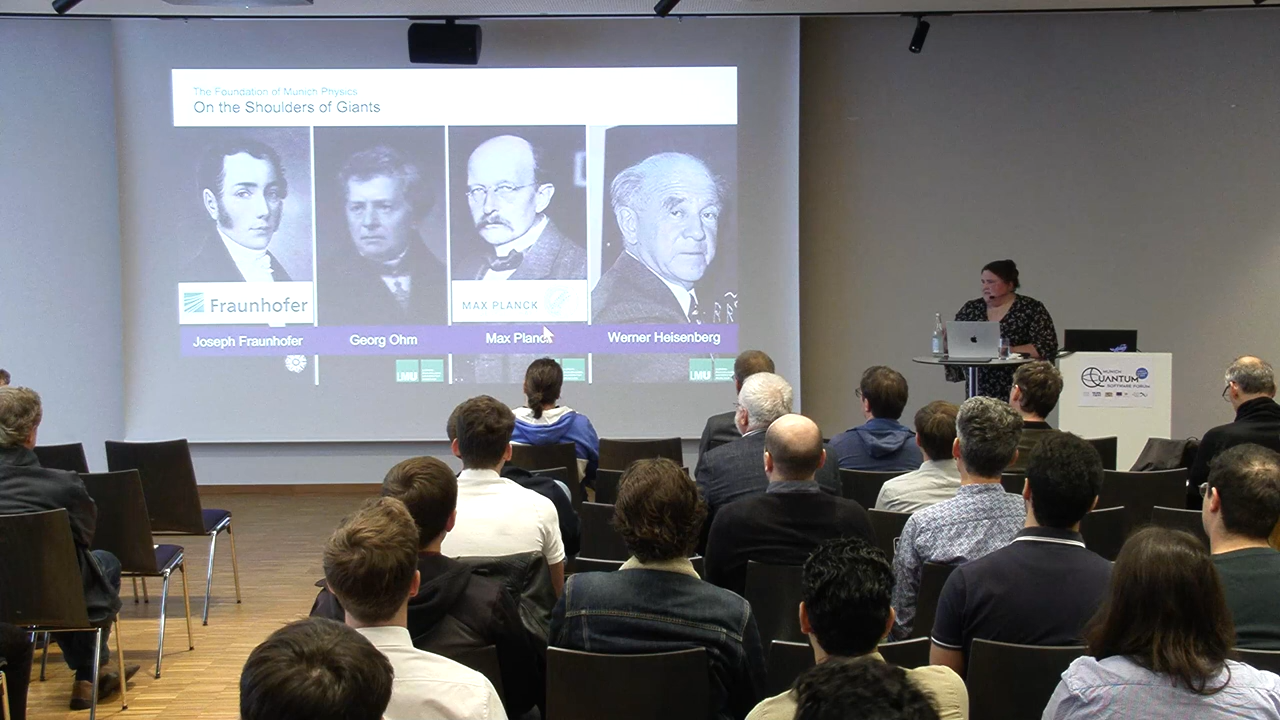 The Foundation of Munich Physics
On the Shoulders of Giants
Fraunhofer
MAX PLANCK
Joseph Fraunhofer
Georg Ohm
Max Planck
Werner Heisenberg
LMU
LMU
MUNICH
QUANTUM
SOFTWARE FORUM